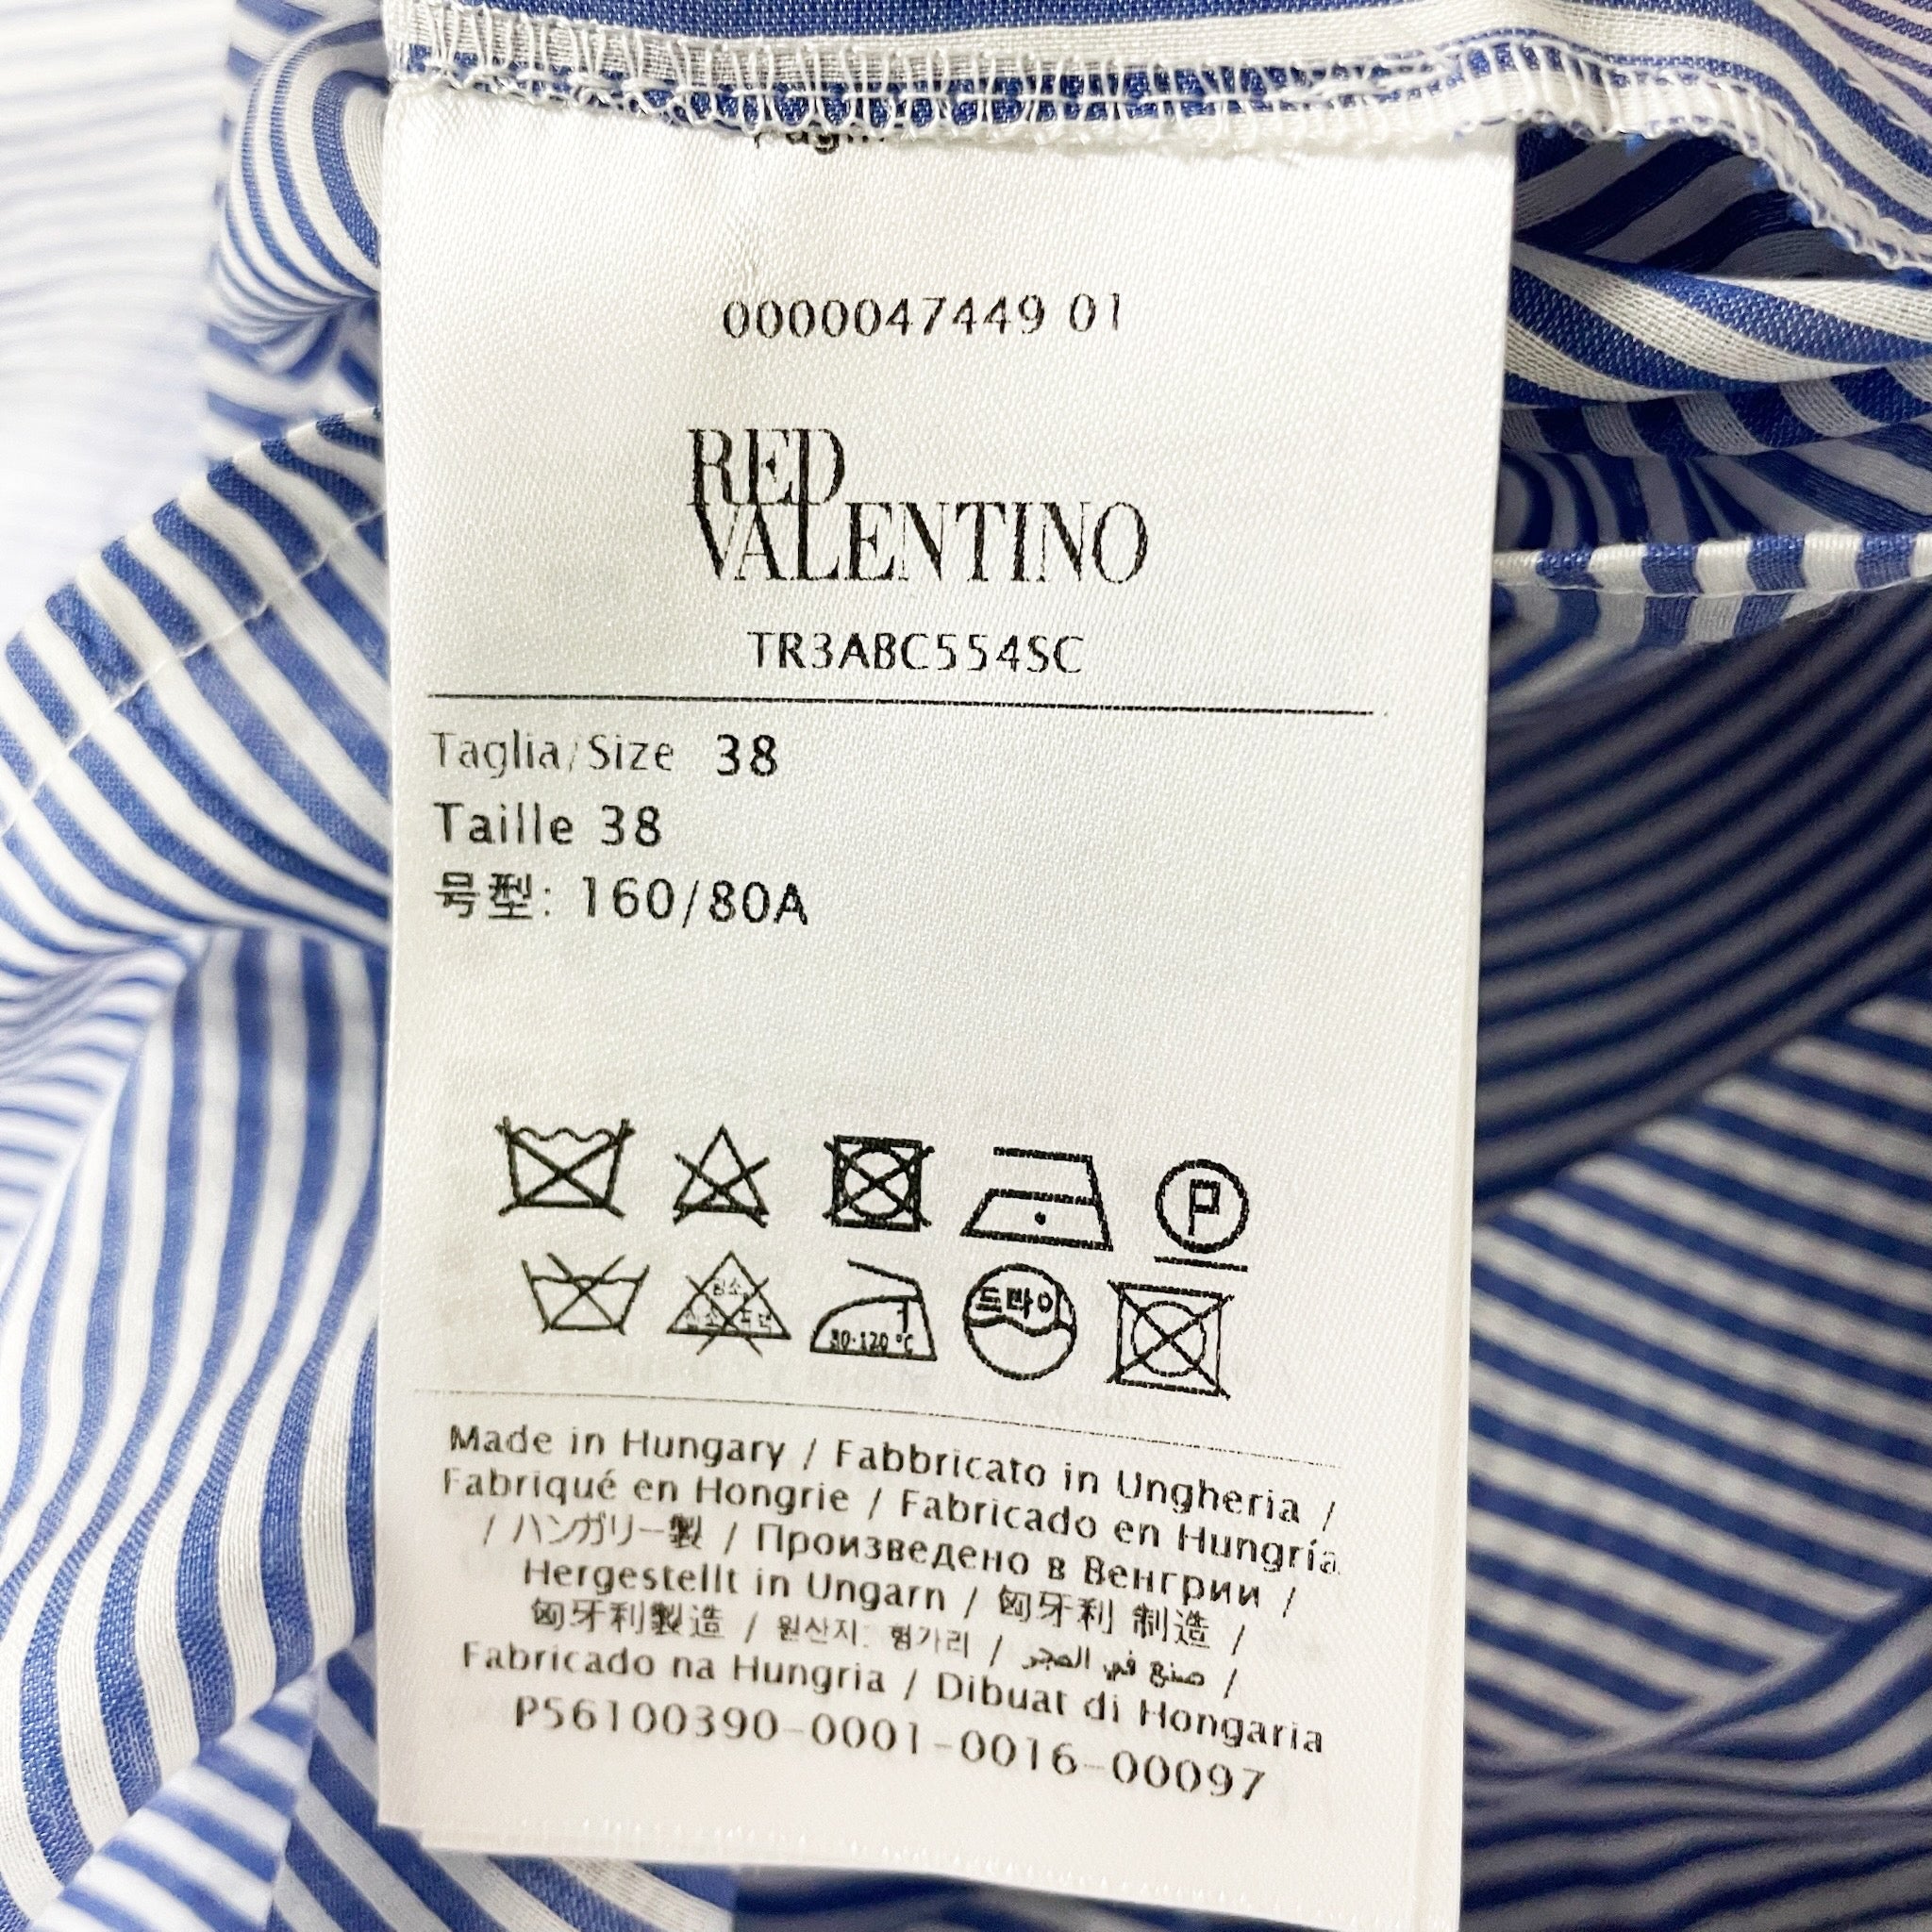 0000047449 01
RED
VALENTINO
TR3ABC554SC
Taglia/Size 38
Taille 38
号型: 160/80A
P
드라이
80-120 °C
Made in Hungary / Fabbricato in Ungheria /
Fabriqué en Hongrie / Fabricado en Hungría
/ ハンガリー製 / Произведено в Венгрии /
Hergestellt in Ungarn / 匈牙利 制造 /
匈牙利製造 / 원산지: 헝가리 / صنع في المجر /
Fabricado na Hungria / Dibuat di Hongaria
P56100390-0001-0016-00097